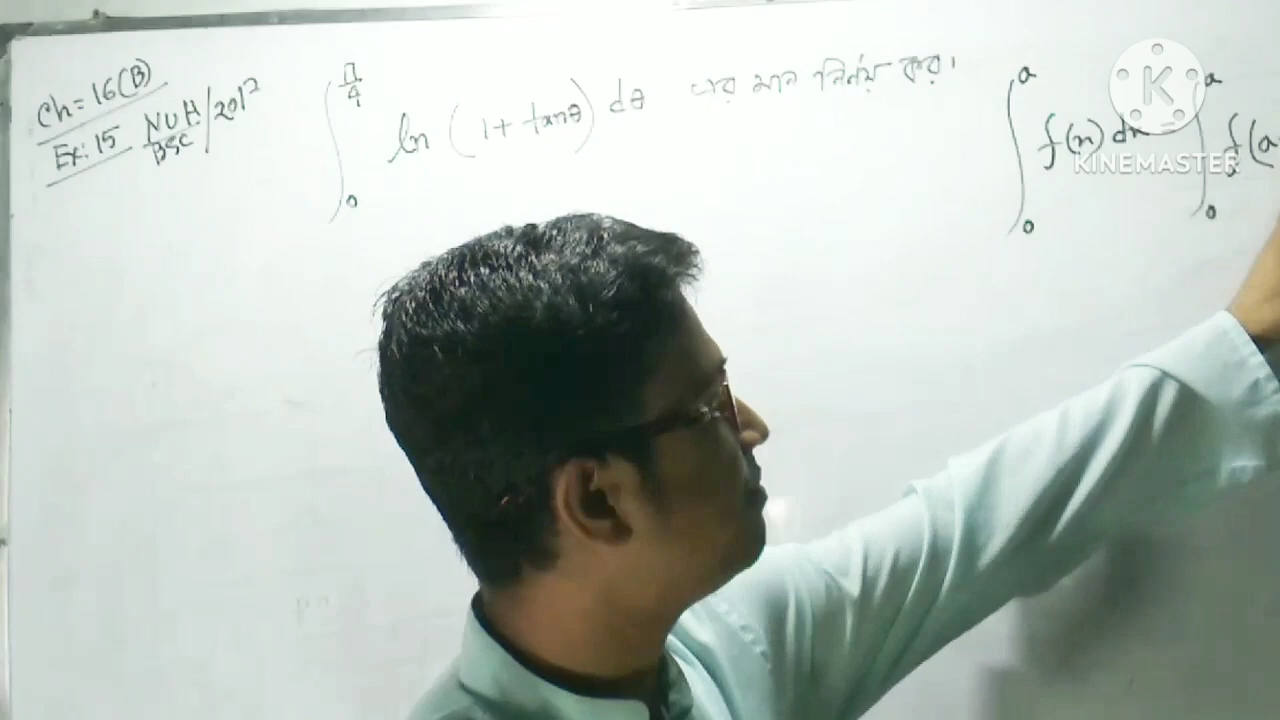 Ch = 16(B)
Ex: 15 NUH/2012
BSC
∫₀^(π/4) ln (1 + tanθ) dθ এর মান নির্ণয় কর।
∫₀^a f(x) dx = ∫₀^a f(a
KINEMASTER